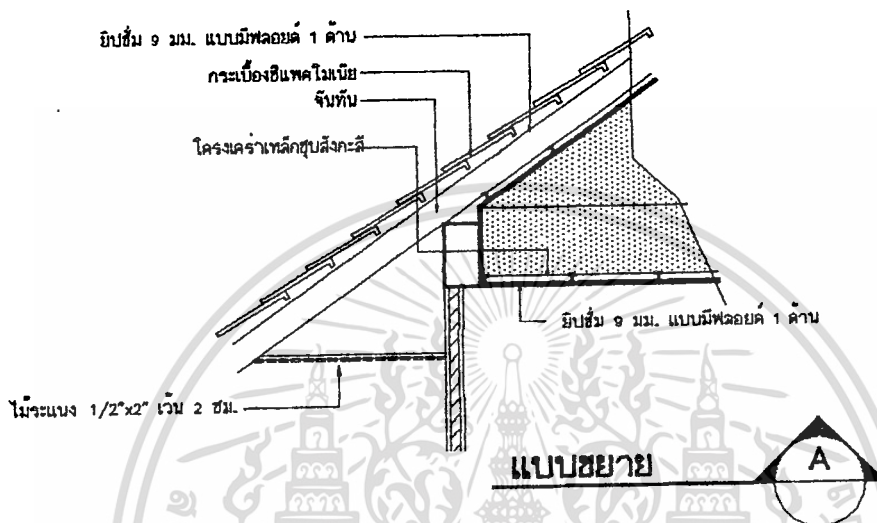 ยิปซั่ม 9 มม. แบบมีฟลอยด์ 1 ด้าน
กระเบื้องซีแพคโมเนีย
จันทัน
โครงเคร่าเหล็กชุบสังกะสี
ยิปซั่ม 9 มม. แบบมีฟลอยด์ 1 ด้าน
ไม้ระแนง 1/2"x2" เว้น 2 ซม.
แบบขยาย
A